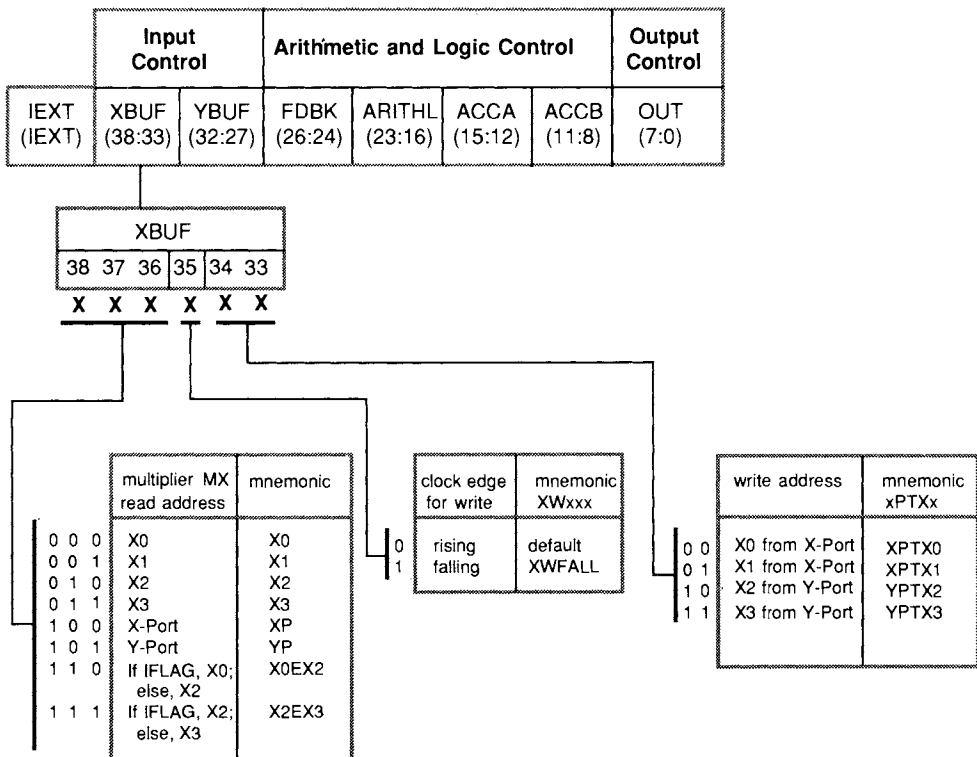 Input Control
Arithmetic and Logic Control
Output Control
IEXT (IEXT)
XBUF (38:33)
YBUF (32:27)
FDBK (26:24)
ARITHL (23:16)
ACCA (15:12)
ACCB (11:8)
OUT (7:0)
XBUF
38 37 36 35 34 33
X X X X X X
multiplier MX read address
mnemonic
0 0 0 X0 X0
0 0 1 X1 X1
0 1 0 X2 X2
0 1 1 X3 X3
1 0 0 X-Port XP
1 0 1 Y-Port YP
1 1 0 If IFLAG, X0; X0EX2
else, X2
1 1 1 If IFLAG, X2; X2EX3
else, X3
clock edge for write
mnemonic XWxxx
0 rising default
1 falling XWFALL
write address
mnemonic xPTXx
0 0 X0 from X-Port XPTX0
0 1 X1 from X-Port XPTX1
1 0 X2 from Y-Port YPTX2
1 1 X3 from Y-Port YPTX3